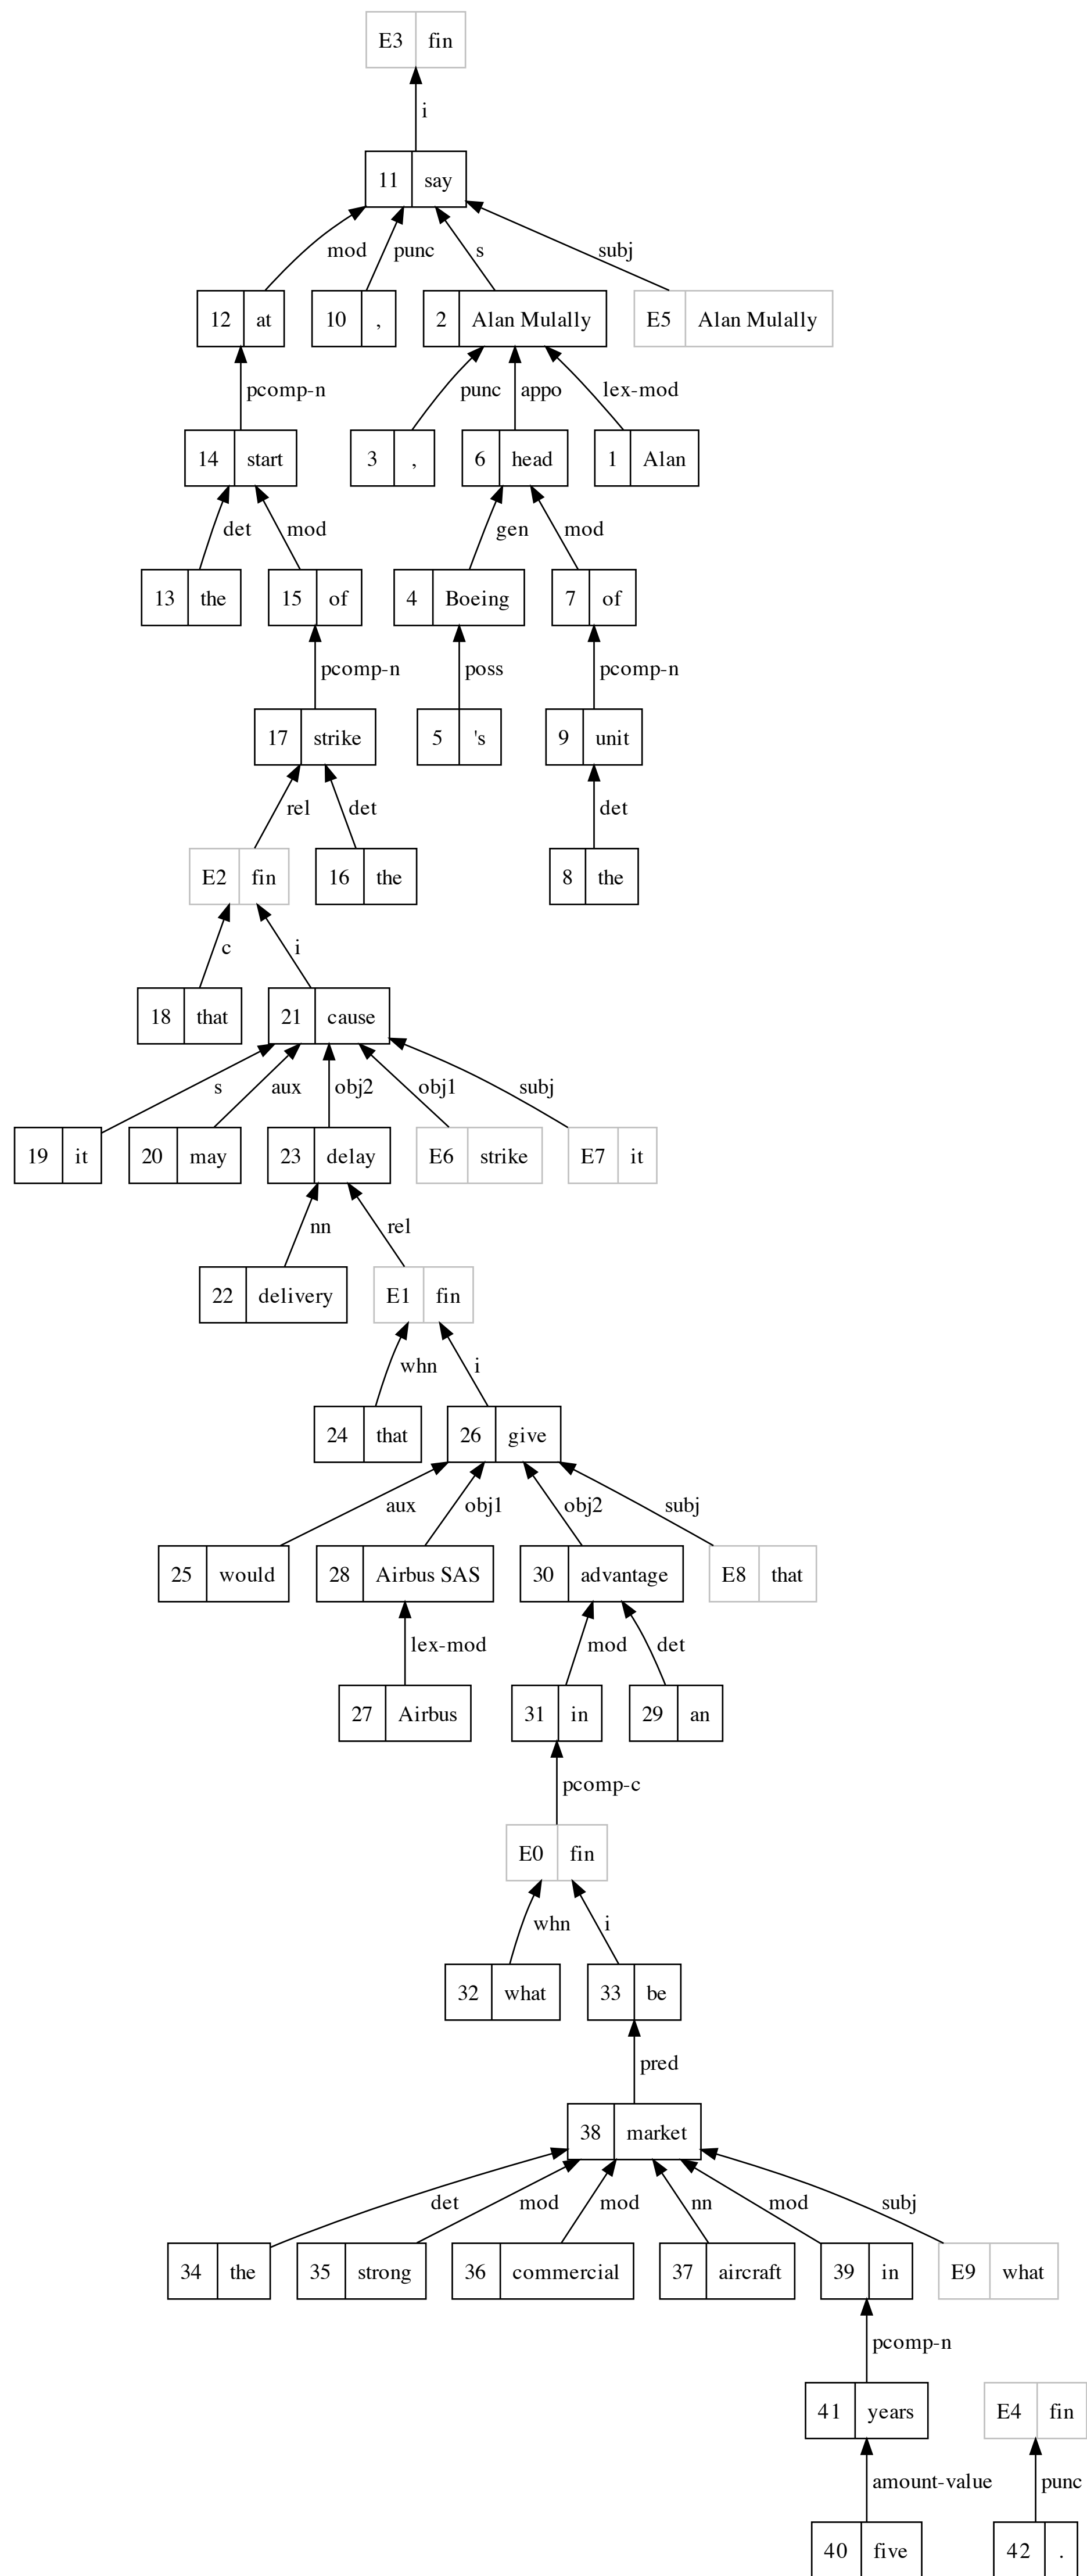 E3 fin
i
11 say
mod punc s subj
12 at 10 , 2 Alan Mulally E5 Alan Mulally
pcomp-n punc appo lex-mod
14 start 3 , 6 head 1 Alan
det mod gen mod
13 the 15 of 4 Boeing 7 of
pcomp-n poss pcomp-n
17 strike 5 's 9 unit
rel det det
E2 fin 16 the 8 the
c i
18 that 21 cause
s aux obj2 obj1 subj
19 it 20 may 23 delay E6 strike E7 it
nn rel
22 delivery E1 fin
whn i
24 that 26 give
aux obj1 obj2 subj
25 would 28 Airbus SAS 30 advantage E8 that
lex-mod mod det
27 Airbus 31 in 29 an
pcomp-c
E0 fin
whn i
32 what 33 be
pred
38 market
det mod mod nn mod subj
34 the 35 strong 36 commercial 37 aircraft 39 in E9 what
pcomp-n
41 years E4 fin
amount-value punc
40 five 42 .